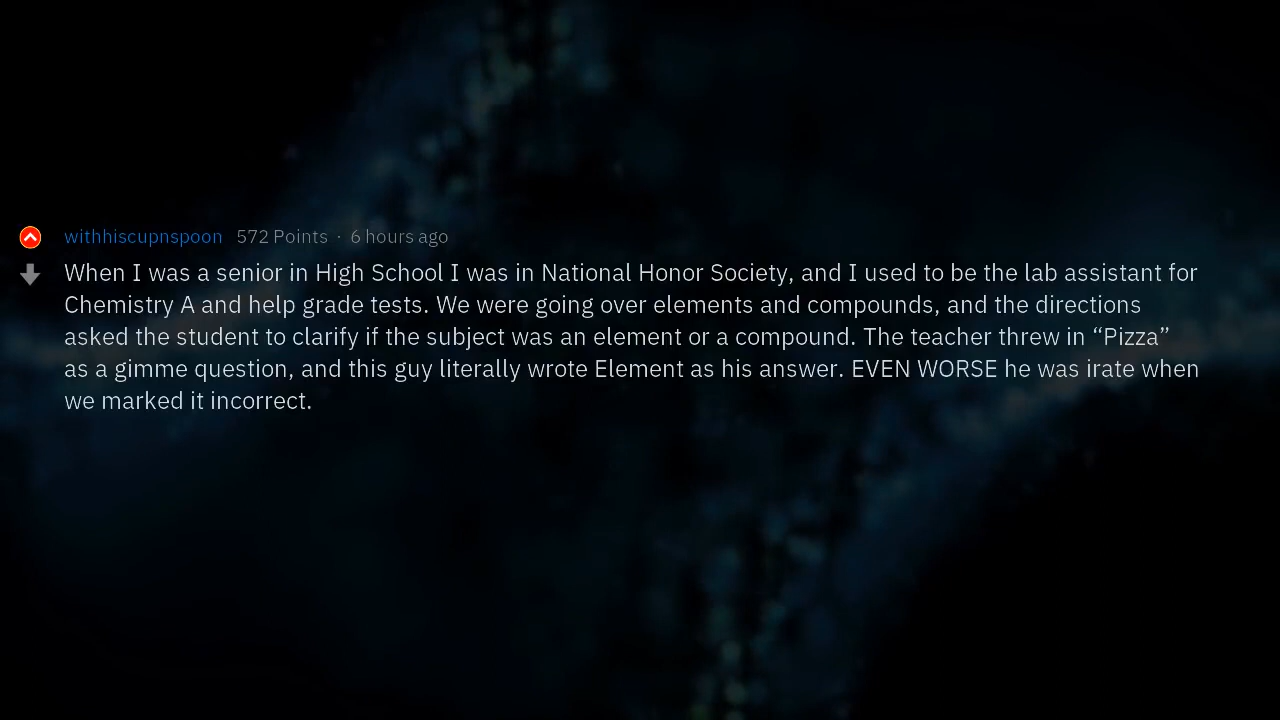 withhiscupnspoon 572 Points · 6 hours ago
When I was a senior in High School I was in National Honor Society, and I used to be the lab assistant for
Chemistry A and help grade tests. We were going over elements and compounds, and the directions
asked the student to clarify if the subject was an element or a compound. The teacher threw in “Pizza”
as a gimme question, and this guy literally wrote Element as his answer. EVEN WORSE he was irate when
we marked it incorrect.